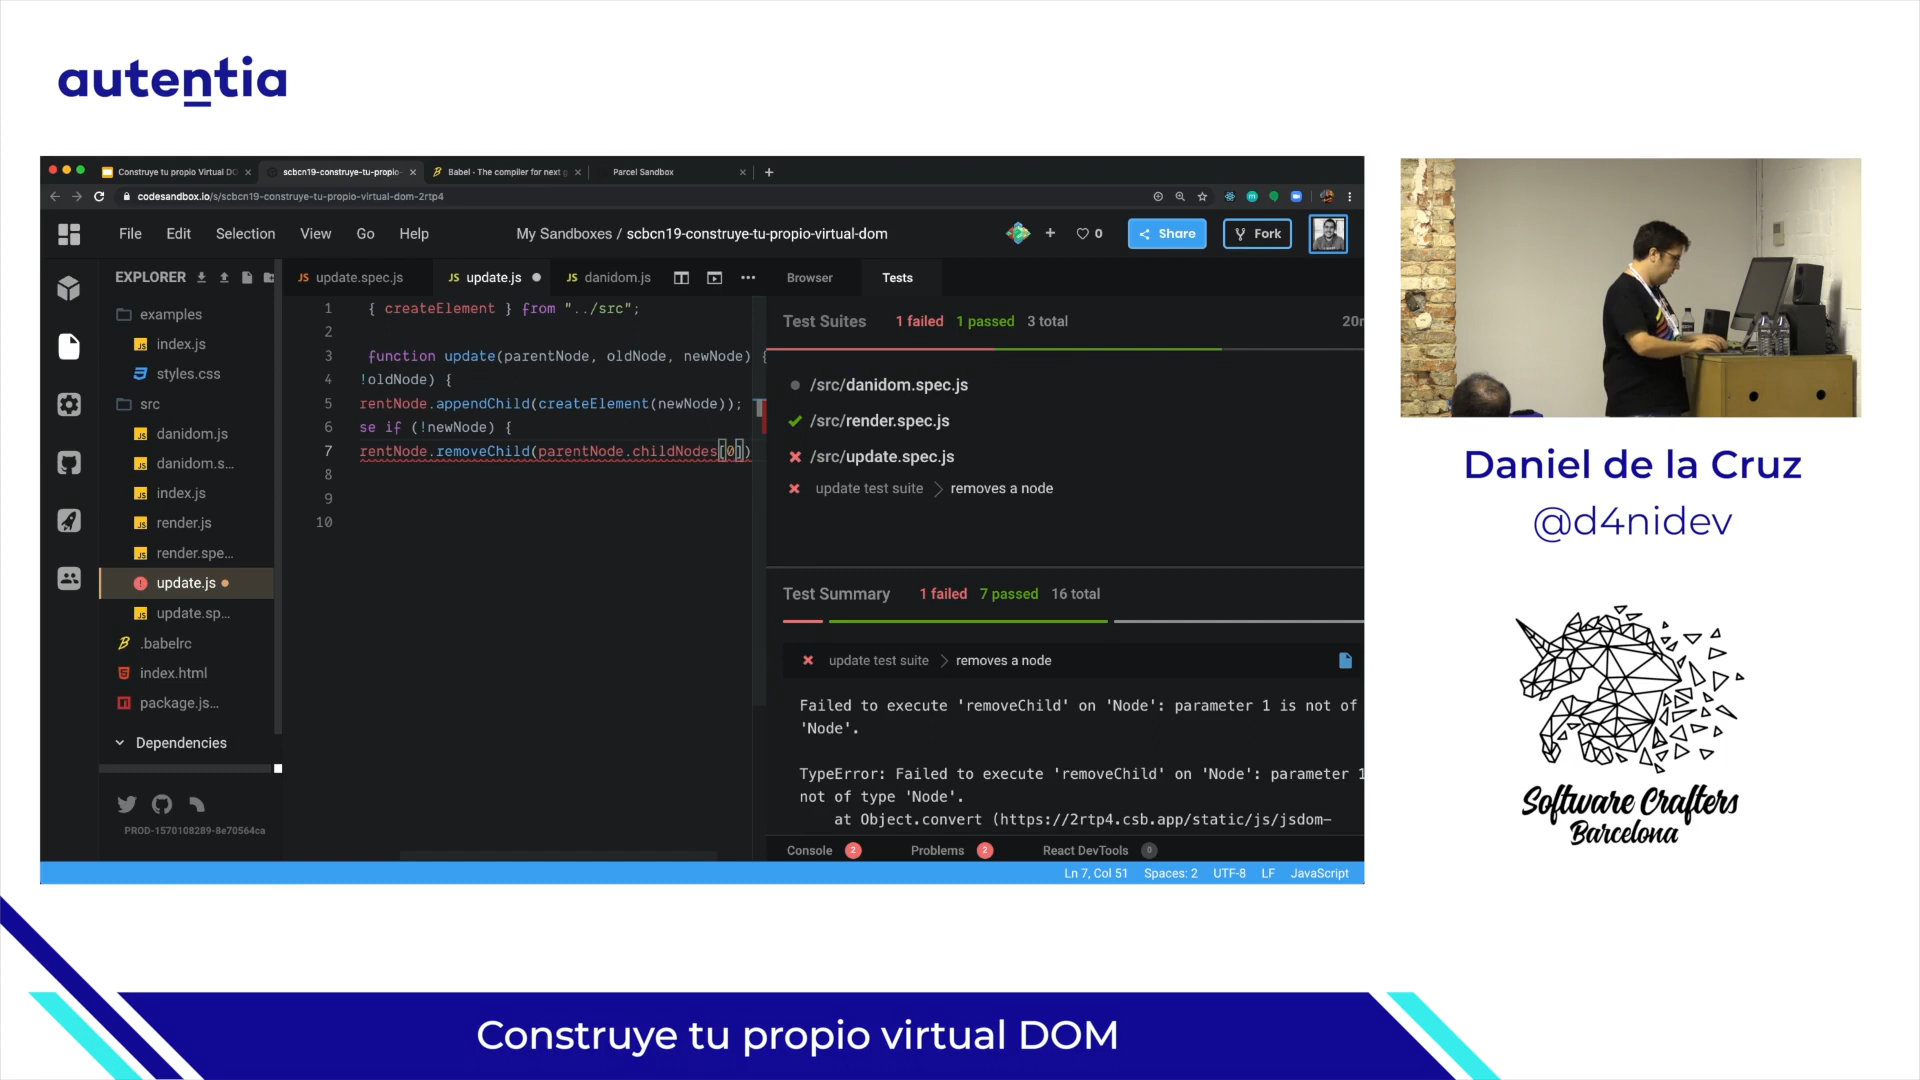 autentia
Construye tu propio Virtual DO
scbcn19-construye-tu-propio-
Babel · The compiler for next g
Parcel Sandbox
codesandbox.io/s/scbcn19-construye-tu-propio-virtual-dom-2rtp4
File Edit Selection View Go Help
My Sandboxes / scbcn19-construye-tu-propio-virtual-dom
0
Share
Fork
EXPLORER
examples
index.js
styles.css
src
danidom.js
danidom.s...
index.js
render.js
render.spe...
update.js
update.sp...
.babelrc
index.html
package.js...
Dependencies
PROD-1570108289-8e70564ca
JS update.spec.js
JS update.js
JS danidom.js
1 { createElement } from "../src";
2
3 function update(parentNode, oldNode, newNode) {
4 !oldNode) {
5 rentNode.appendChild(createElement(newNode));
6 se if (!newNode) {
7 rentNode.removeChild(parentNode.childNodes[0])
8
9
10
Browser Tests
Test Suites 1 failed 1 passed 3 total 20m
/src/danidom.spec.js
/src/render.spec.js
/src/update.spec.js
update test suite removes a node
Test Summary 1 failed 7 passed 16 total
update test suite removes a node
Failed to execute 'removeChild' on 'Node': parameter 1 is not of
'Node'.
TypeError: Failed to execute 'removeChild' on 'Node': parameter 1
not of type 'Node'.
at Object.convert (https://2rtp4.csb.app/static/js/jsdom-
Console 2 Problems 2 React DevTools 0
Ln 7, Col 51 Spaces: 2 UTF-8 LF JavaScript
Daniel de la Cruz
@d4nidev
Software Crafters
Barcelona
Construye tu propio virtual DOM